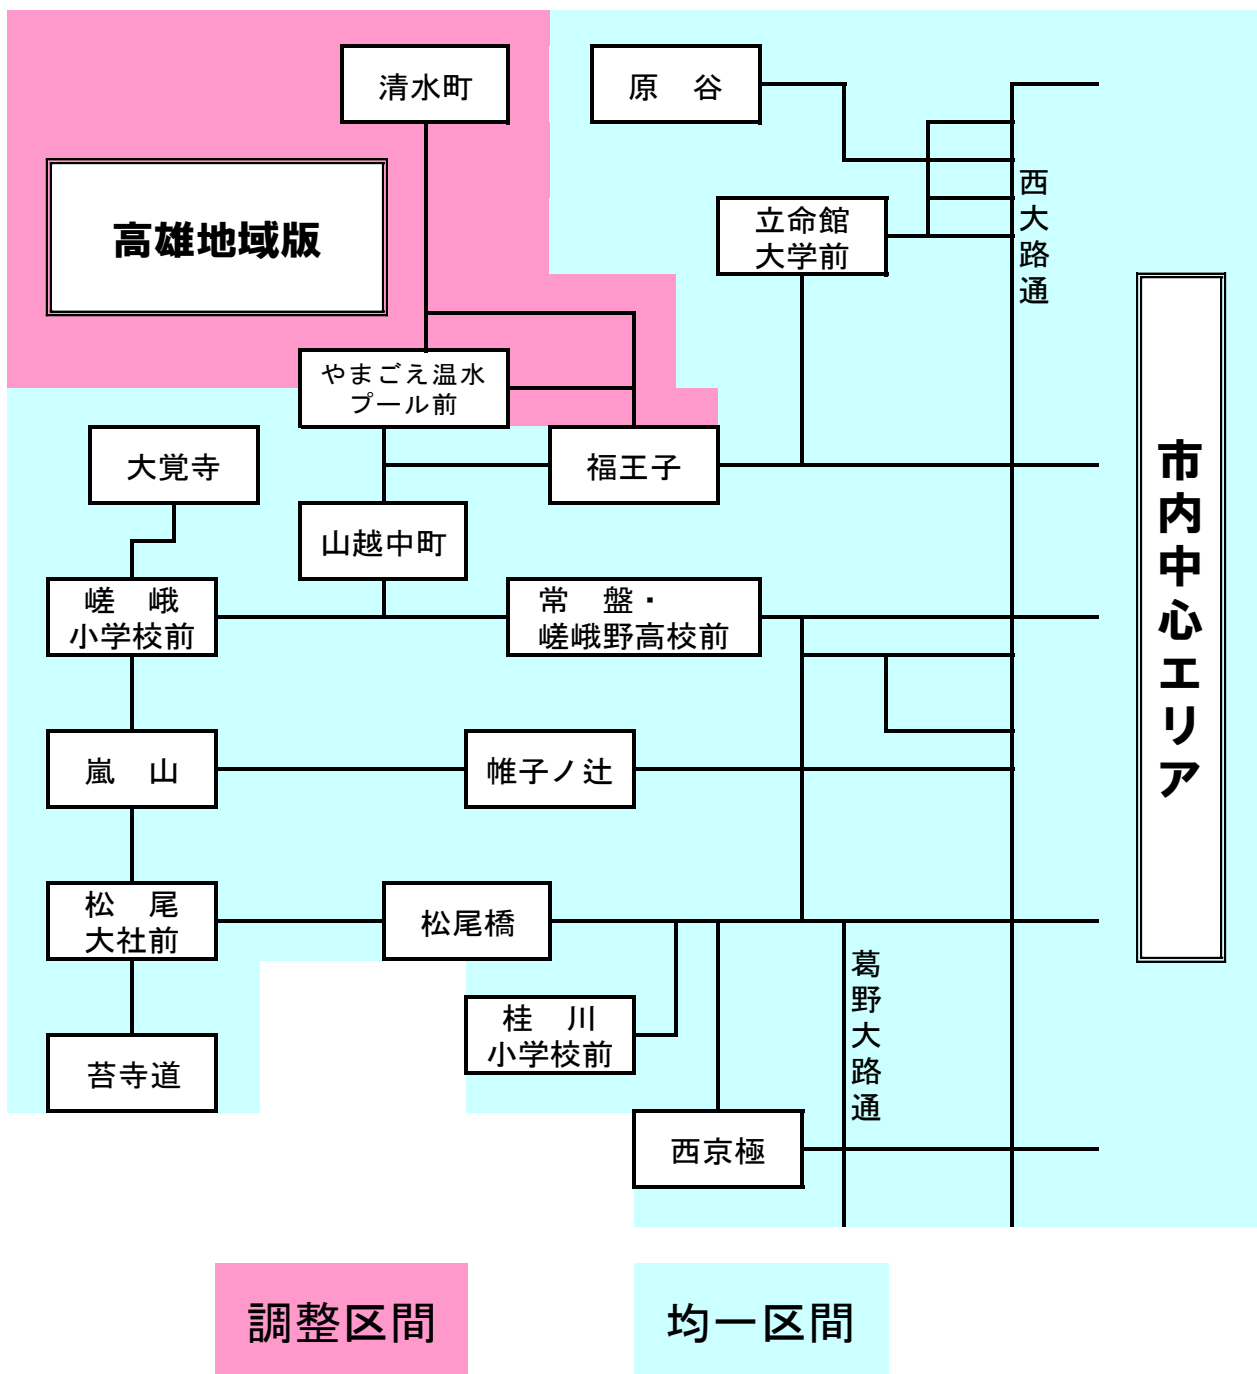 清水町
原　谷
高雄地域版
立命館
大学前
西大路通
やまごえ温水
プール前
大覚寺
福王子
市内中心エリア
山越中町
嵯　峨
小学校前
常　盤・
嵯峨野高校前
嵐　山
帷子ノ辻
松　尾
大社前
松尾橋
葛野大路通
桂　川
小学校前
苔寺道
西京極
調整区間
均一区間